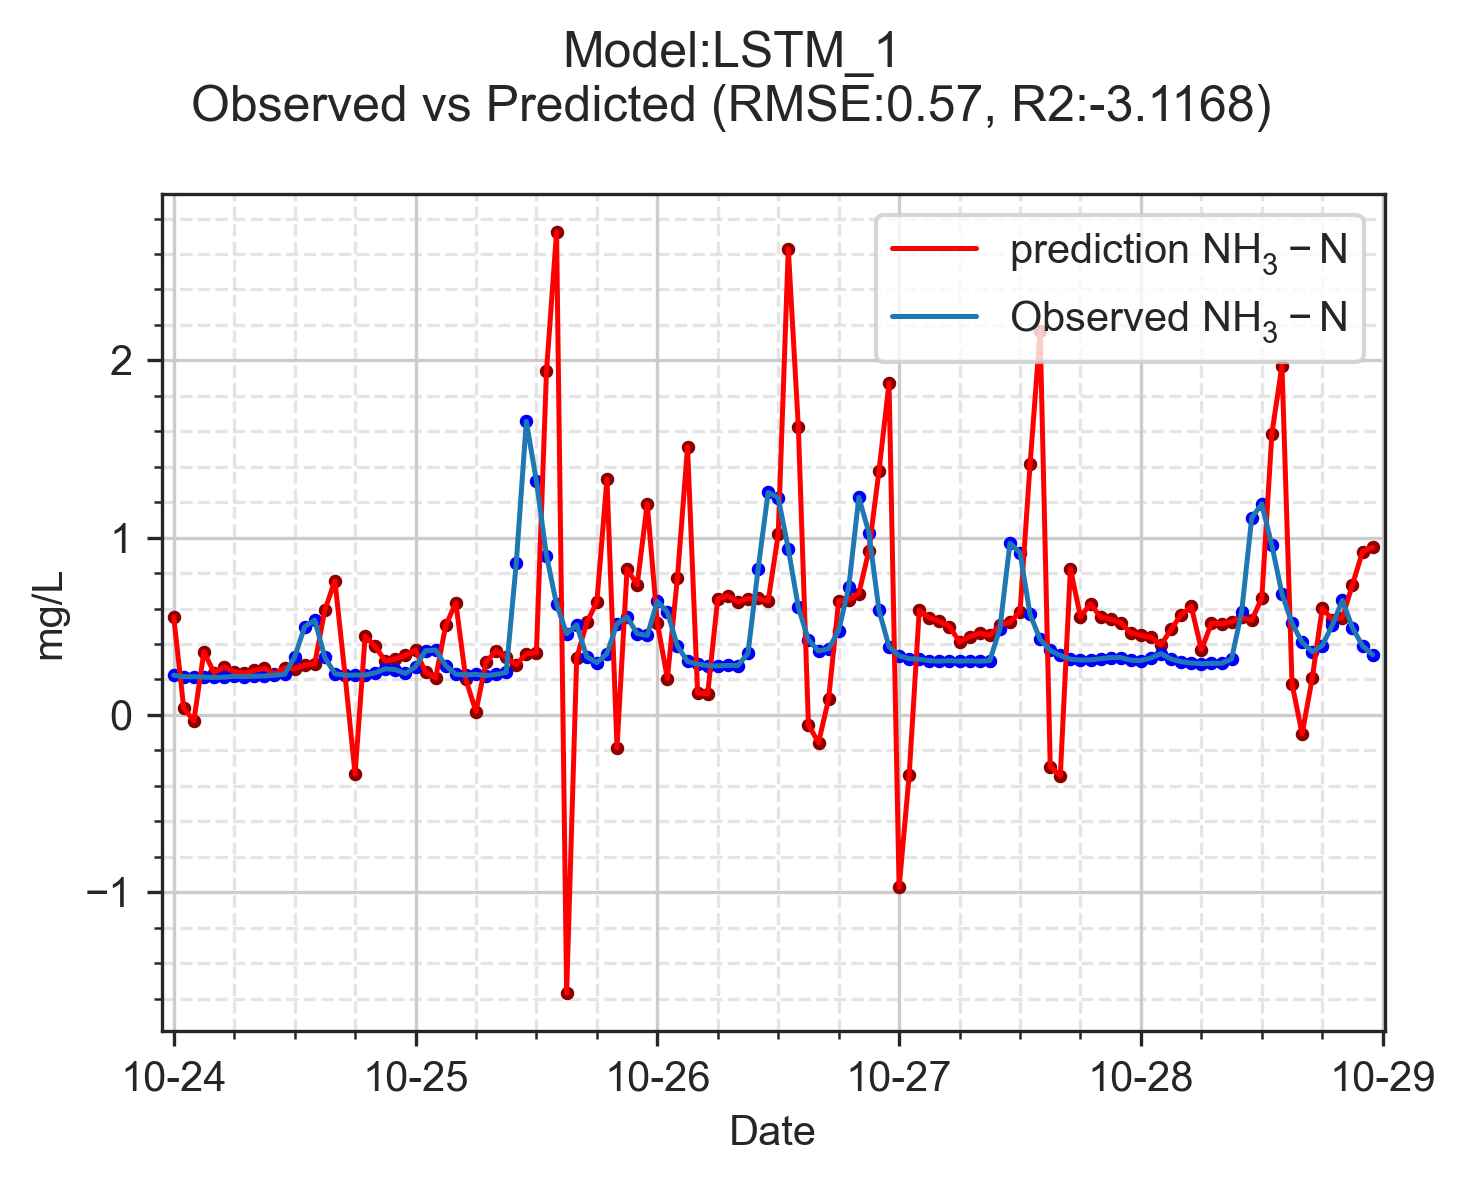 Model:LSTM_1
Observed vs Predicted (RMSE:0.57, R2:-3.1168)
prediction NH₃ − N
Observed NH₃ − N
2
1
0
−1
mg/L
10-24 10-25 10-26 10-27 10-28 10-29
Date